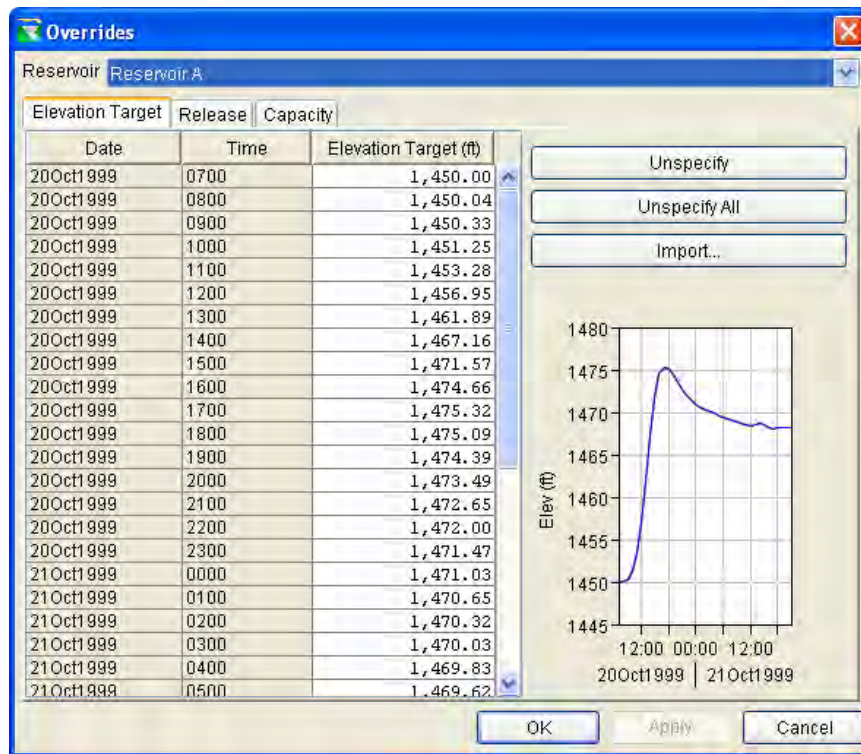 Overrides
Reservoir Reservoir A
Elevation Target Release Capacity
Date Time Elevation Target (ft)
20Oct1999 0700 1,450.00
20Oct1999 0800 1,450.04
20Oct1999 0900 1,450.33
20Oct1999 1000 1,451.25
20Oct1999 1100 1,453.28
20Oct1999 1200 1,456.95
20Oct1999 1300 1,461.89
20Oct1999 1400 1,467.16
20Oct1999 1500 1,471.57
20Oct1999 1600 1,474.66
20Oct1999 1700 1,475.32
20Oct1999 1800 1,475.09
20Oct1999 1900 1,474.39
20Oct1999 2000 1,473.49
20Oct1999 2100 1,472.65
20Oct1999 2200 1,472.00
20Oct1999 2300 1,471.47
21Oct1999 0000 1,471.03
21Oct1999 0100 1,470.65
21Oct1999 0200 1,470.32
21Oct1999 0300 1,470.03
21Oct1999 0400 1,469.83
21Oct1999 0500 1,469.62
Unspecify
Unspecify All
Import...
Elev (ft)
1480
1475
1470
1465
1460
1455
1450
1445
12:00 00:00 12:00
20Oct1999 21Oct1999
OK Apply Cancel